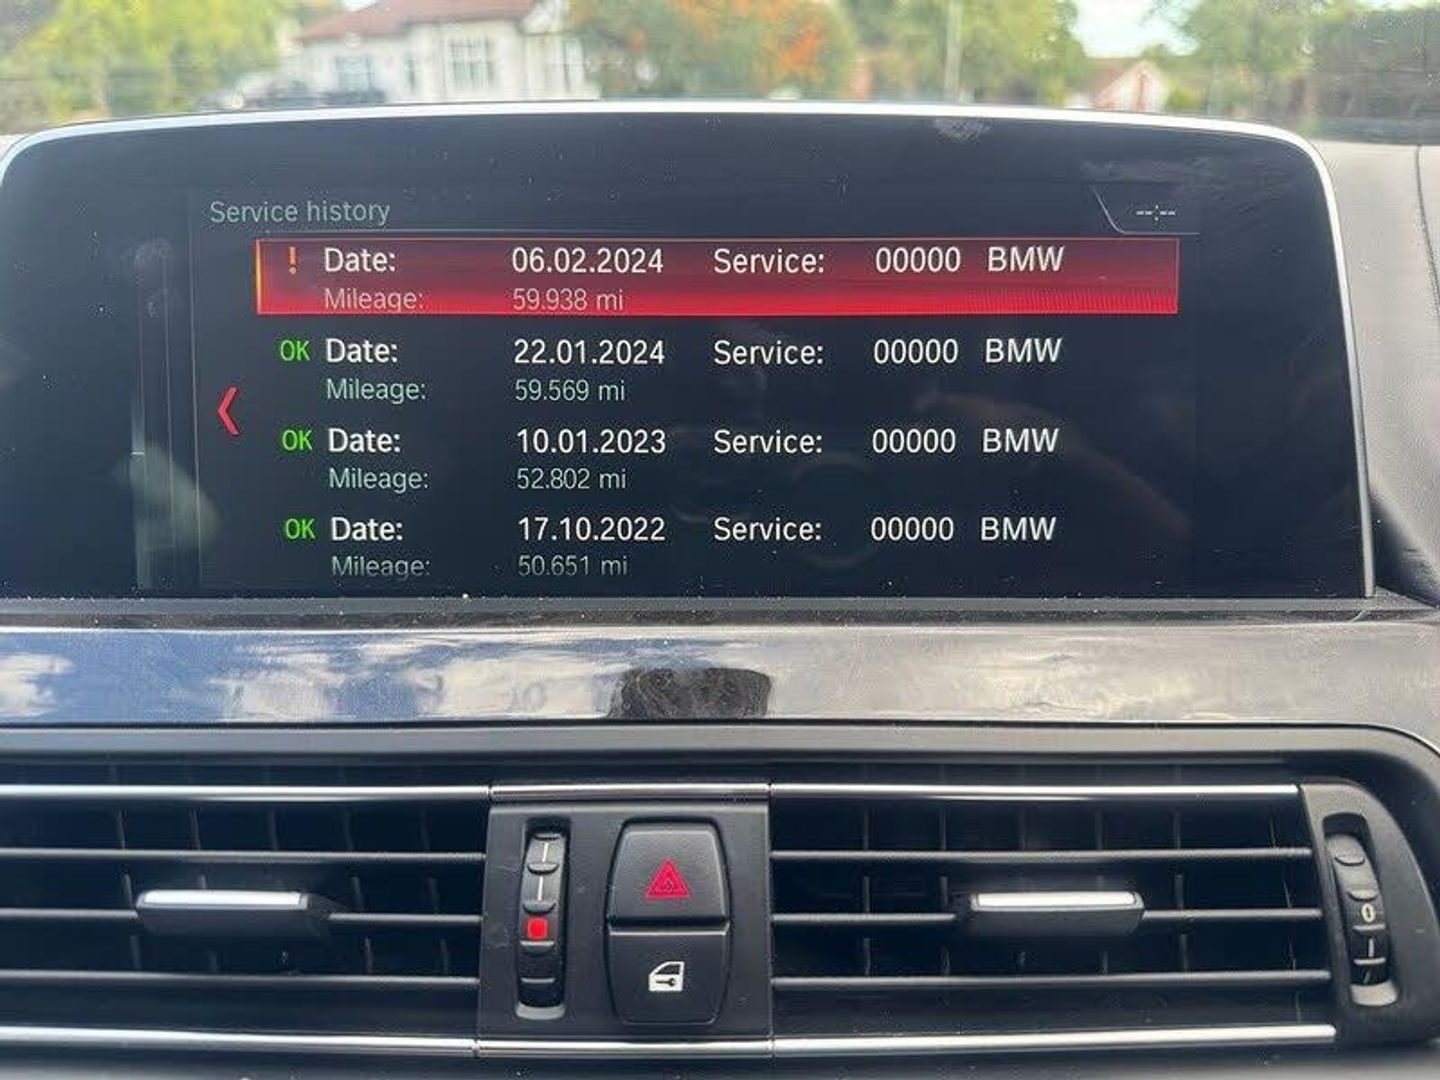 Service history
--:--
! Date: 06.02.2024 Service: 00000 BMW
Mileage: 59.938 mi
OK Date: 22.01.2024 Service: 00000 BMW
Mileage: 59.569 mi
OK Date: 10.01.2023 Service: 00000 BMW
Mileage: 52.802 mi
OK Date: 17.10.2022 Service: 00000 BMW
Mileage: 50.651 mi
0